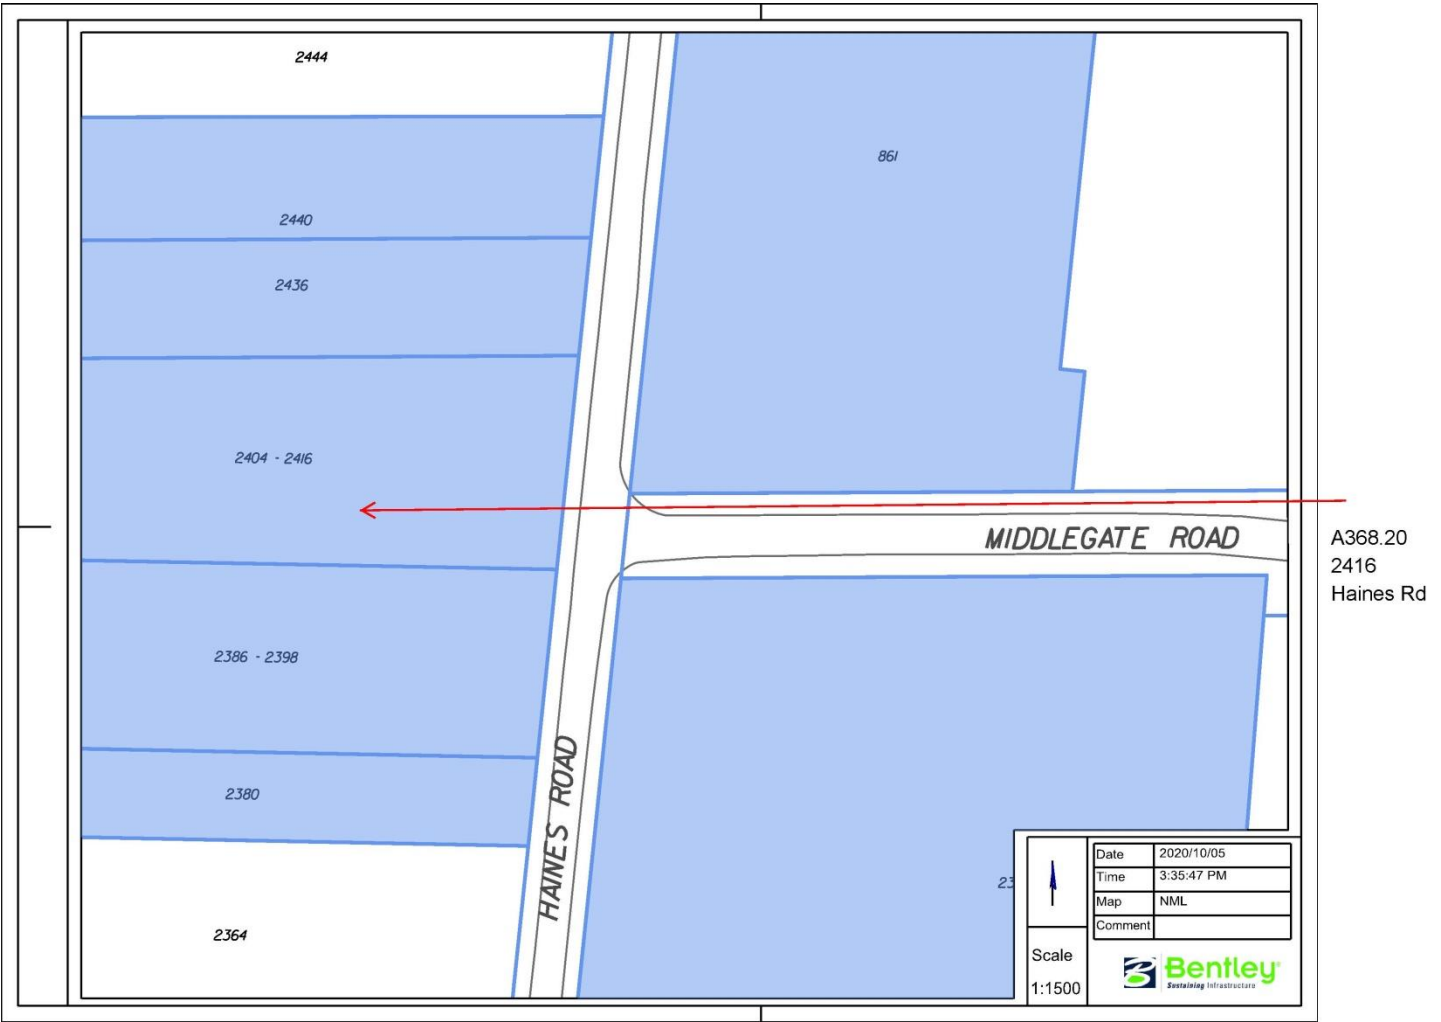 2444
861
2440
2436
2404 - 2416
MIDDLEGATE ROAD
A368.20
2416
Haines Rd
2386 - 2398
2380
HAINES ROAD
2364
23
Date 2020/10/05
Time 3:35:47 PM
Map NML
Comment
Scale
1:1500
Bentley
Sustaining Infrastructure